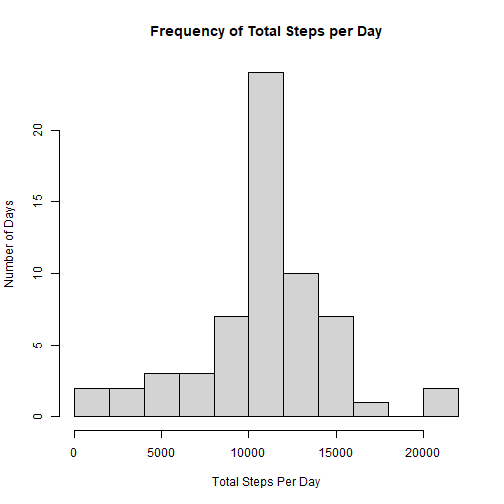 Frequency of Total Steps per Day
Number of Days
20
15
10
5
0
0 5000 10000 15000 20000
Total Steps Per Day